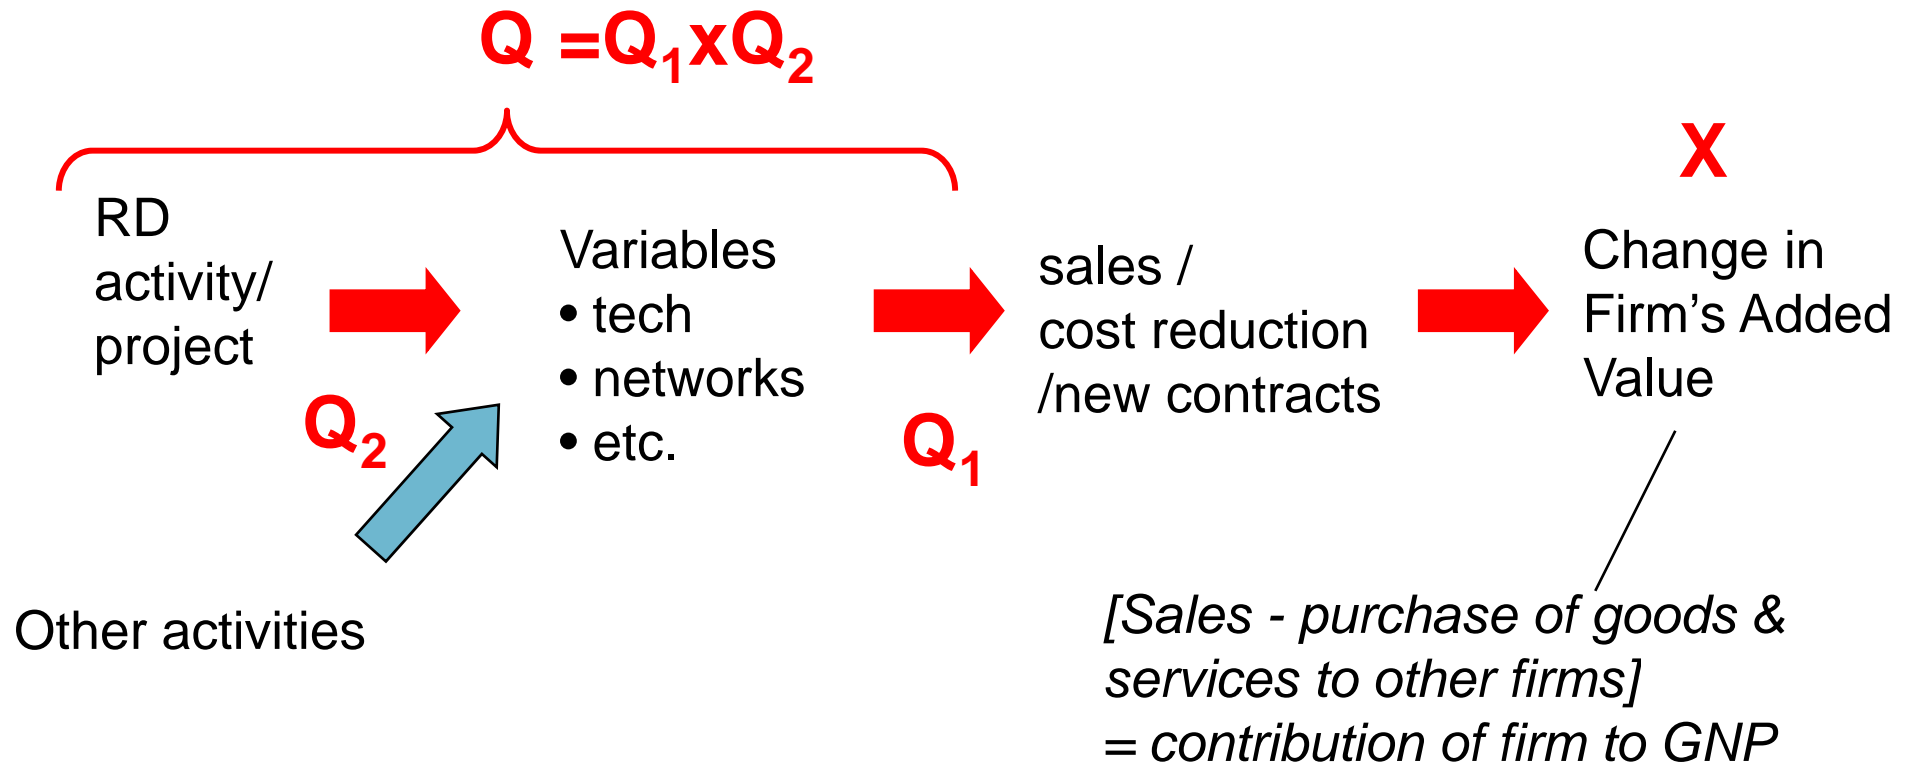 Q =Q₁xQ₂
X
RD
activity/
project
Variables
• tech
• networks
• etc.
sales /
cost reduction
/new contracts
Change in
Firm's Added
Value
Q₂
Q₁
Other activities
[Sales - purchase of goods &
services to other firms]
= contribution of firm to GNP